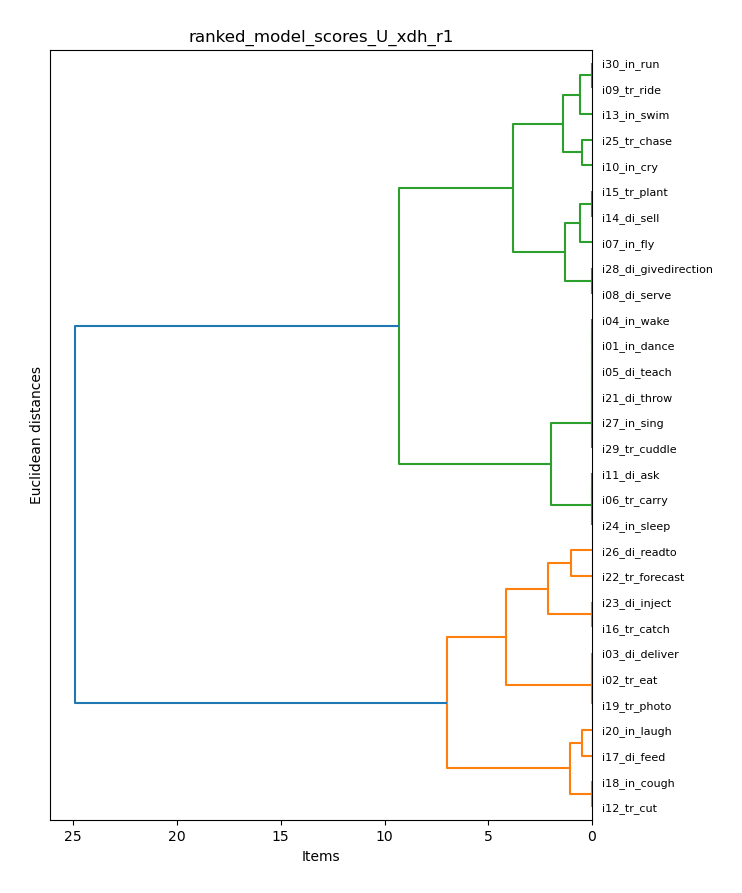 ranked_model_scores_U_xdh_r1
i30_in_run
i09_tr_ride
i13_in_swim
i25_tr_chase
i10_in_cry
i15_tr_plant
i14_di_sell
i07_in_fly
i28_di_givedirection
i08_di_serve
i04_in_wake
i01_in_dance
i05_di_teach
i21_di_throw
i27_in_sing
i29_tr_cuddle
i11_di_ask
i06_tr_carry
i24_in_sleep
i26_di_readto
i22_tr_forecast
i23_di_inject
i16_tr_catch
i03_di_deliver
i02_tr_eat
i19_tr_photo
i20_in_laugh
i17_di_feed
i18_in_cough
i12_tr_cut
Euclidean distances
25 20 15 10 5 0
Items